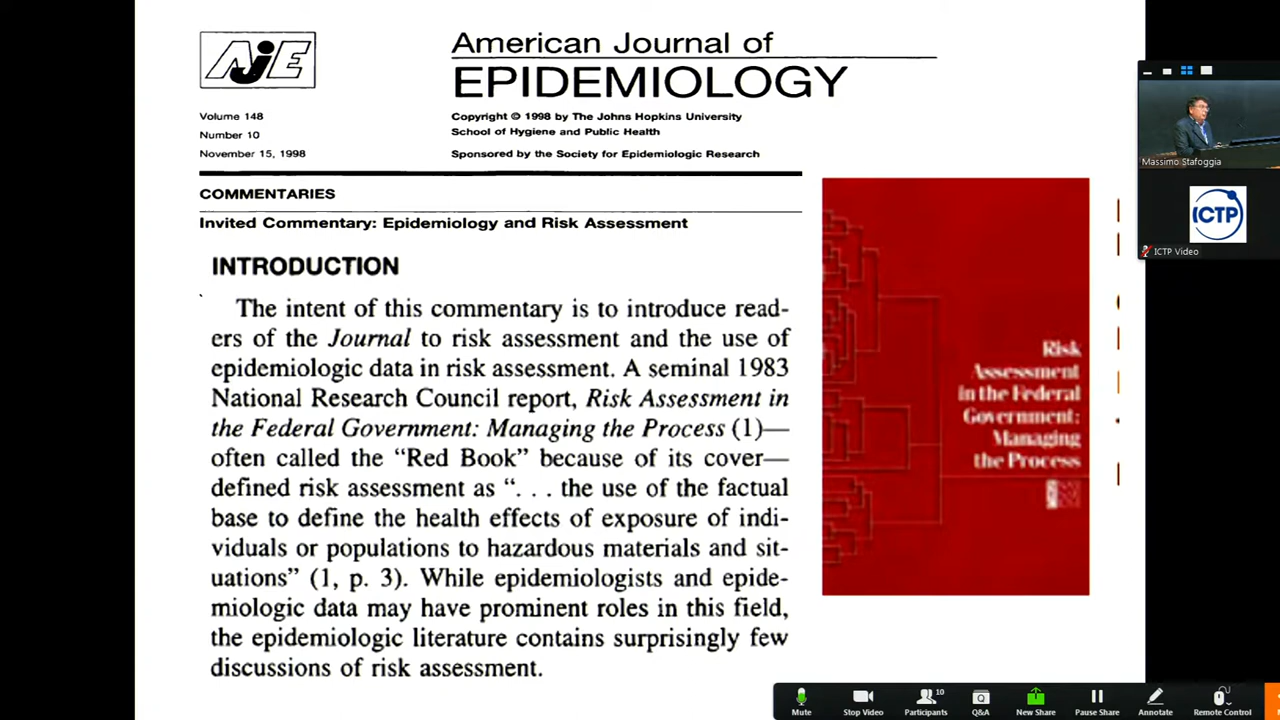 AJE
American Journal of
EPIDEMIOLOGY
Volume 148
Number 10
November 15, 1998
Copyright © 1998 by The Johns Hopkins University
School of Hygiene and Public Health
Sponsored by the Society for Epidemiologic Research
COMMENTARIES
Invited Commentary: Epidemiology and Risk Assessment
INTRODUCTION
The intent of this commentary is to introduce read-
ers of the Journal to risk assessment and the use of
epidemiologic data in risk assessment. A seminal 1983
National Research Council report, Risk Assessment in
the Federal Government: Managing the Process (1)—
often called the “Red Book” because of its cover—
defined risk assessment as “. . . the use of the factual
base to define the health effects of exposure of indi-
viduals or populations to hazardous materials and sit-
uations” (1, p. 3). While epidemiologists and epide-
miologic data may have prominent roles in this field,
the epidemiologic literature contains surprisingly few
discussions of risk assessment.
Risk
Assessment
in the Federal
Government:
Managing
the Process
Massimo Stafoggia
ICTP
ICTP Video
Mute
Stop Video
10
Participants
Q&A
New Share
Pause Share
Annotate
Remote Control